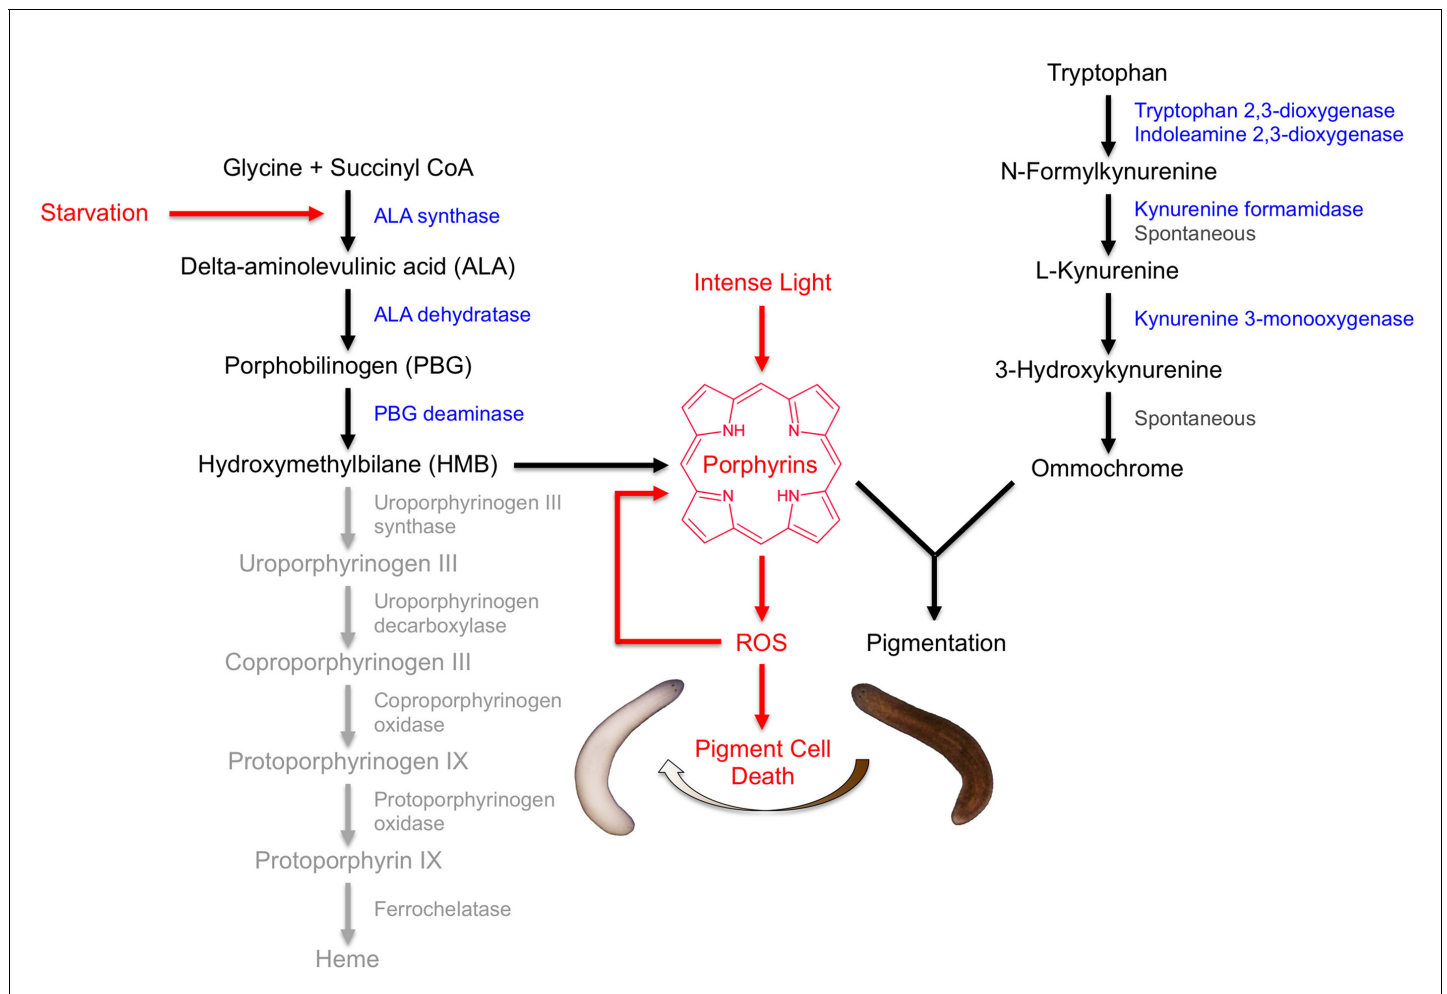 Glycine + Succinyl CoA
Starvation
ALA synthase
Delta-aminolevulinic acid (ALA)
ALA dehydratase
Porphobilinogen (PBG)
PBG deaminase
Hydroxymethylbilane (HMB)
Uroporphyrinogen III
synthase
Uroporphyrinogen III
Uroporphyrinogen
decarboxylase
Coproporphyrinogen III
Coproporphyrinogen
oxidase
Protoporphyrinogen IX
Protoporphyrinogen
oxidase
Protoporphyrin IX
Ferrochelatase
Heme
Intense Light
NH
N
Porphyrins
N
HN
ROS
Pigment Cell
Death
Tryptophan
Tryptophan 2,3-dioxygenase
Indoleamine 2,3-dioxygenase
N-Formylkynurenine
Kynurenine formamidase
Spontaneous
L-Kynurenine
Kynurenine 3-monooxygenase
3-Hydroxykynurenine
Spontaneous
Ommochrome
Pigmentation